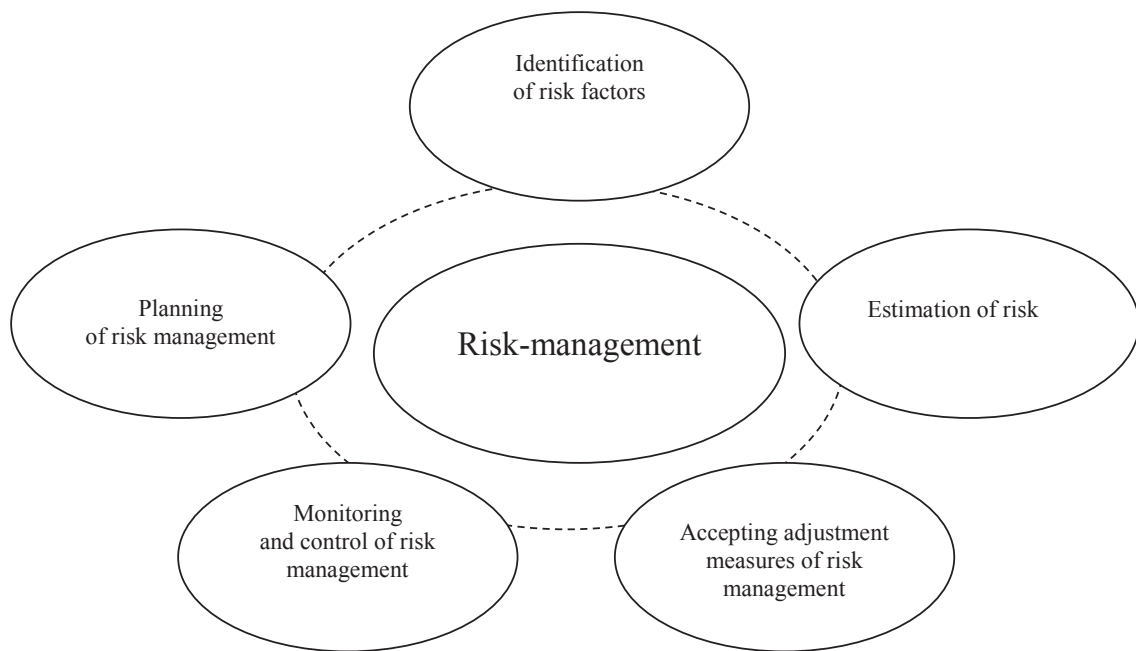 Identification
of risk factors
Planning
of risk management
Estimation of risk
Risk-management
Monitoring
and control of risk
management
Accepting adjustment
measures of risk
management